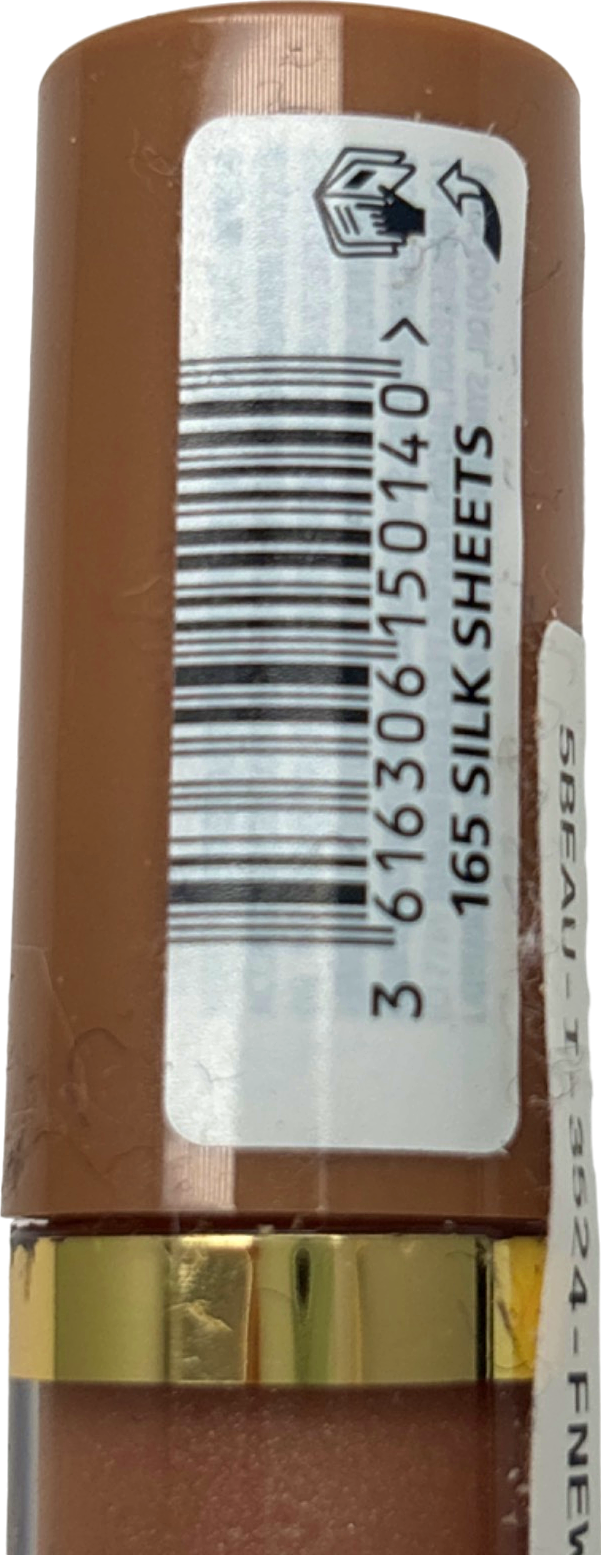 3 616306 150140 >
165 SILK SHEETS
5BEAU-I-3524-FNEW